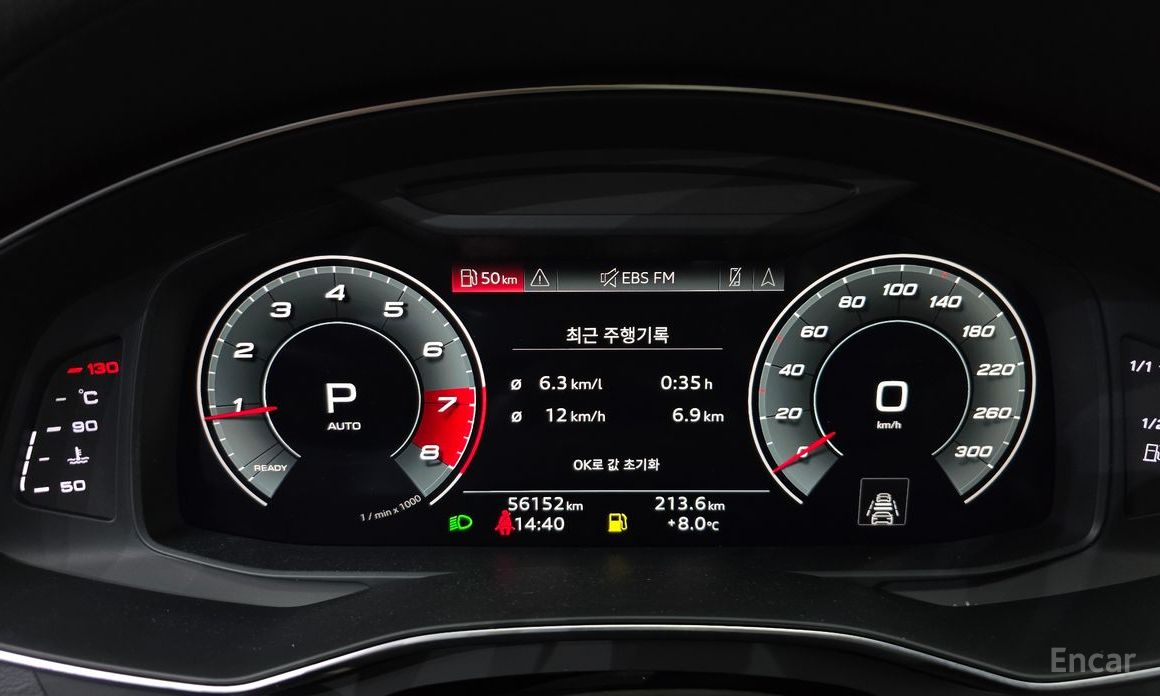 50 km
EBS FM
최근 주행기록
ø 6.3 km/l 0:35 h
ø 12 km/h 6.9 km
OK로 값 초기화
56152 km 213.6 km
14:40 +8.0 °C
130
°C
90
50
READY
1
2
3
4
5
6
7
8
P
AUTO
1 / min x 1000
0
20
40
60
80
100
140
180
220
260
300
0
km/h
1/1
1/2
Encar